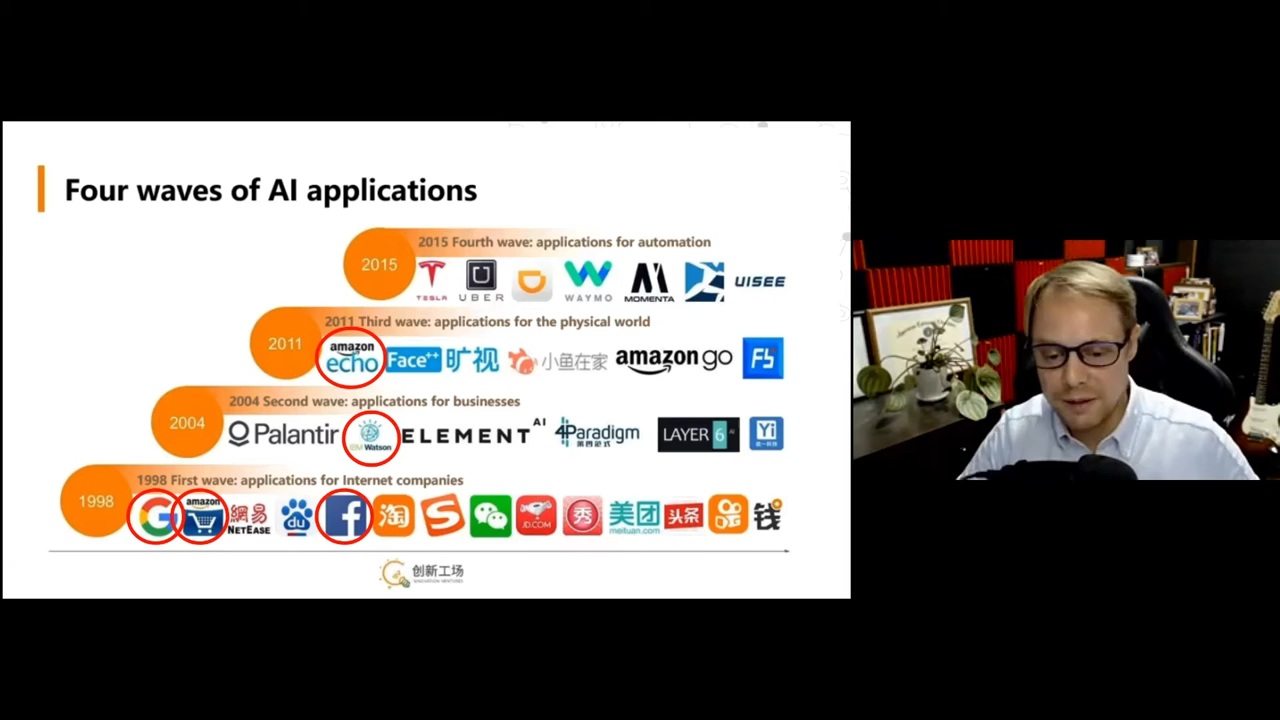 Four waves of AI applications
2015
2015 Fourth wave: applications for automation
TESLA UBER WAYMO MOMENTA UISEE
2011
2011 Third wave: applications for the physical world
amazon echo Face++ 旷视 小鱼在家 amazon go
2004
2004 Second wave: applications for businesses
Palantir IBM Watson ELEMENT AI 4Paradigm 第四范式 LAYER 6 AI Yi
1998
1998 First wave: applications for Internet companies
G amazon 網易 NETEASE du f 淘 S JD.COM 秀 美团 meituan.com 头条 钱
创新工场